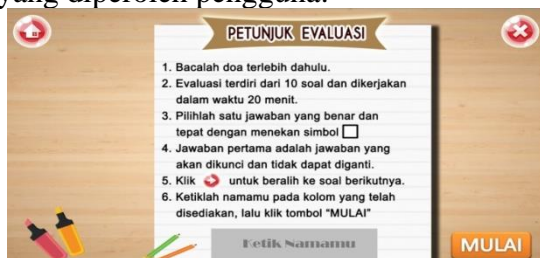 yang diperoleh pengguna.
PETUNJUK EVALUASI
1. Bacalah doa terlebih dahulu.
2. Evaluasi terdiri dari 10 soal dan dikerjakan
dalam waktu 20 menit.
3. Pilihlah satu jawaban yang benar dan
tepat dengan menekan simbol
4. Jawaban pertama adalah jawaban yang
akan dikunci dan tidak dapat diganti.
5. Klik untuk beralih ke soal berikutnya.
6. Ketiklah namamu pada kolom yang telah
disediakan, lalu klik tombol "MULAI"
Ketik Namamu
MULAI